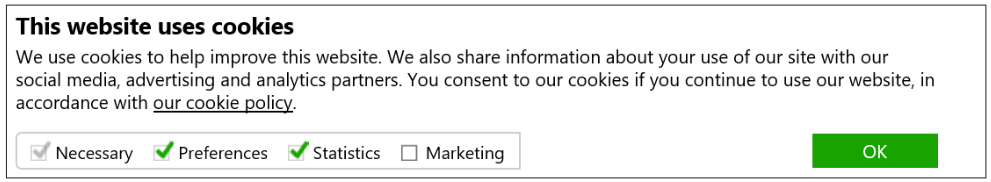 This website uses cookies
We use cookies to help improve this website. We also share information about your use of our site with our
social media, advertising and analytics partners. You consent to our cookies if you continue to use our website, in
accordance with our cookie policy.
Necessary Preferences Statistics Marketing OK